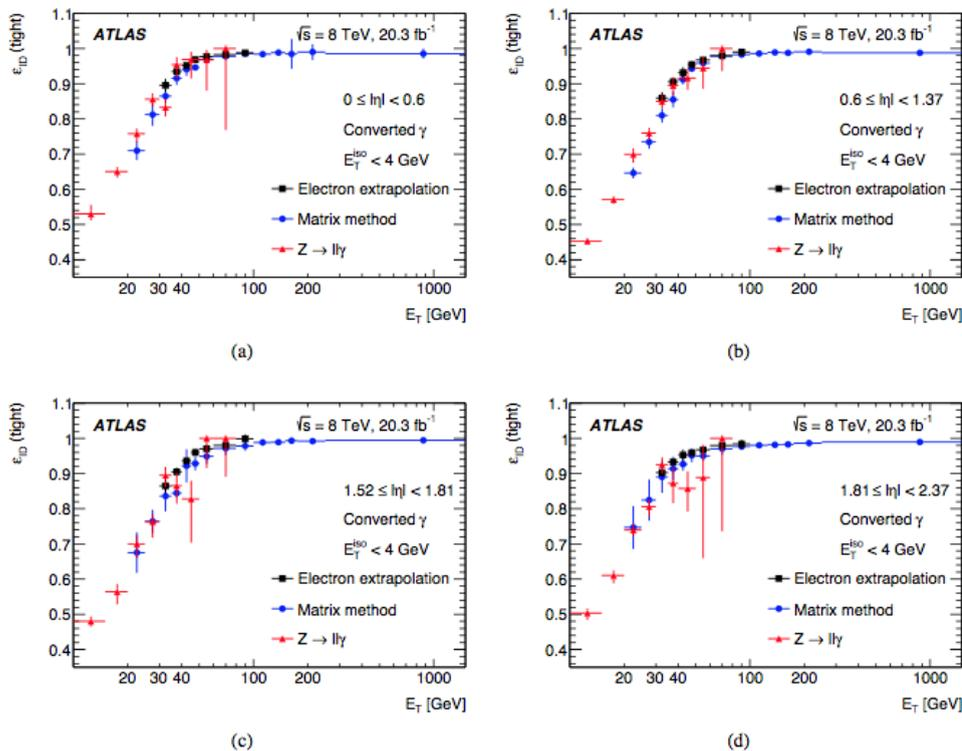 1.1
ATLAS
√s = 8 TeV, 20.3 fb⁻¹
1
0.9
0 ≤ |η| < 0.6
0.8
Converted γ
0.7
E_T^iso < 4 GeV
0.6
Electron extrapolation
Matrix method
0.5
Z → llγ
0.4
ε_ID (tight)
20 30 40 100 200 1000
E_T [GeV]
(a)
1.1
ATLAS
√s = 8 TeV, 20.3 fb⁻¹
1
0.9
0.6 ≤ |η| < 1.37
0.8
Converted γ
0.7
E_T^iso < 4 GeV
0.6
Electron extrapolation
Matrix method
0.5
Z → llγ
0.4
ε_ID (tight)
20 30 40 100 200 1000
E_T [GeV]
(b)
1.1
ATLAS
√s = 8 TeV, 20.3 fb⁻¹
1
0.9
1.52 ≤ |η| < 1.81
0.8
Converted γ
0.7
E_T^iso < 4 GeV
0.6
Electron extrapolation
Matrix method
0.5
Z → llγ
0.4
ε_ID (tight)
20 30 40 100 200 1000
E_T [GeV]
(c)
1.1
ATLAS
√s = 8 TeV, 20.3 fb⁻¹
1
0.9
1.81 ≤ |η| < 2.37
0.8
Converted γ
0.7
E_T^iso < 4 GeV
0.6
Electron extrapolation
Matrix method
0.5
Z → llγ
0.4
ε_ID (tight)
20 30 40 100 200 1000
E_T [GeV]
(d)